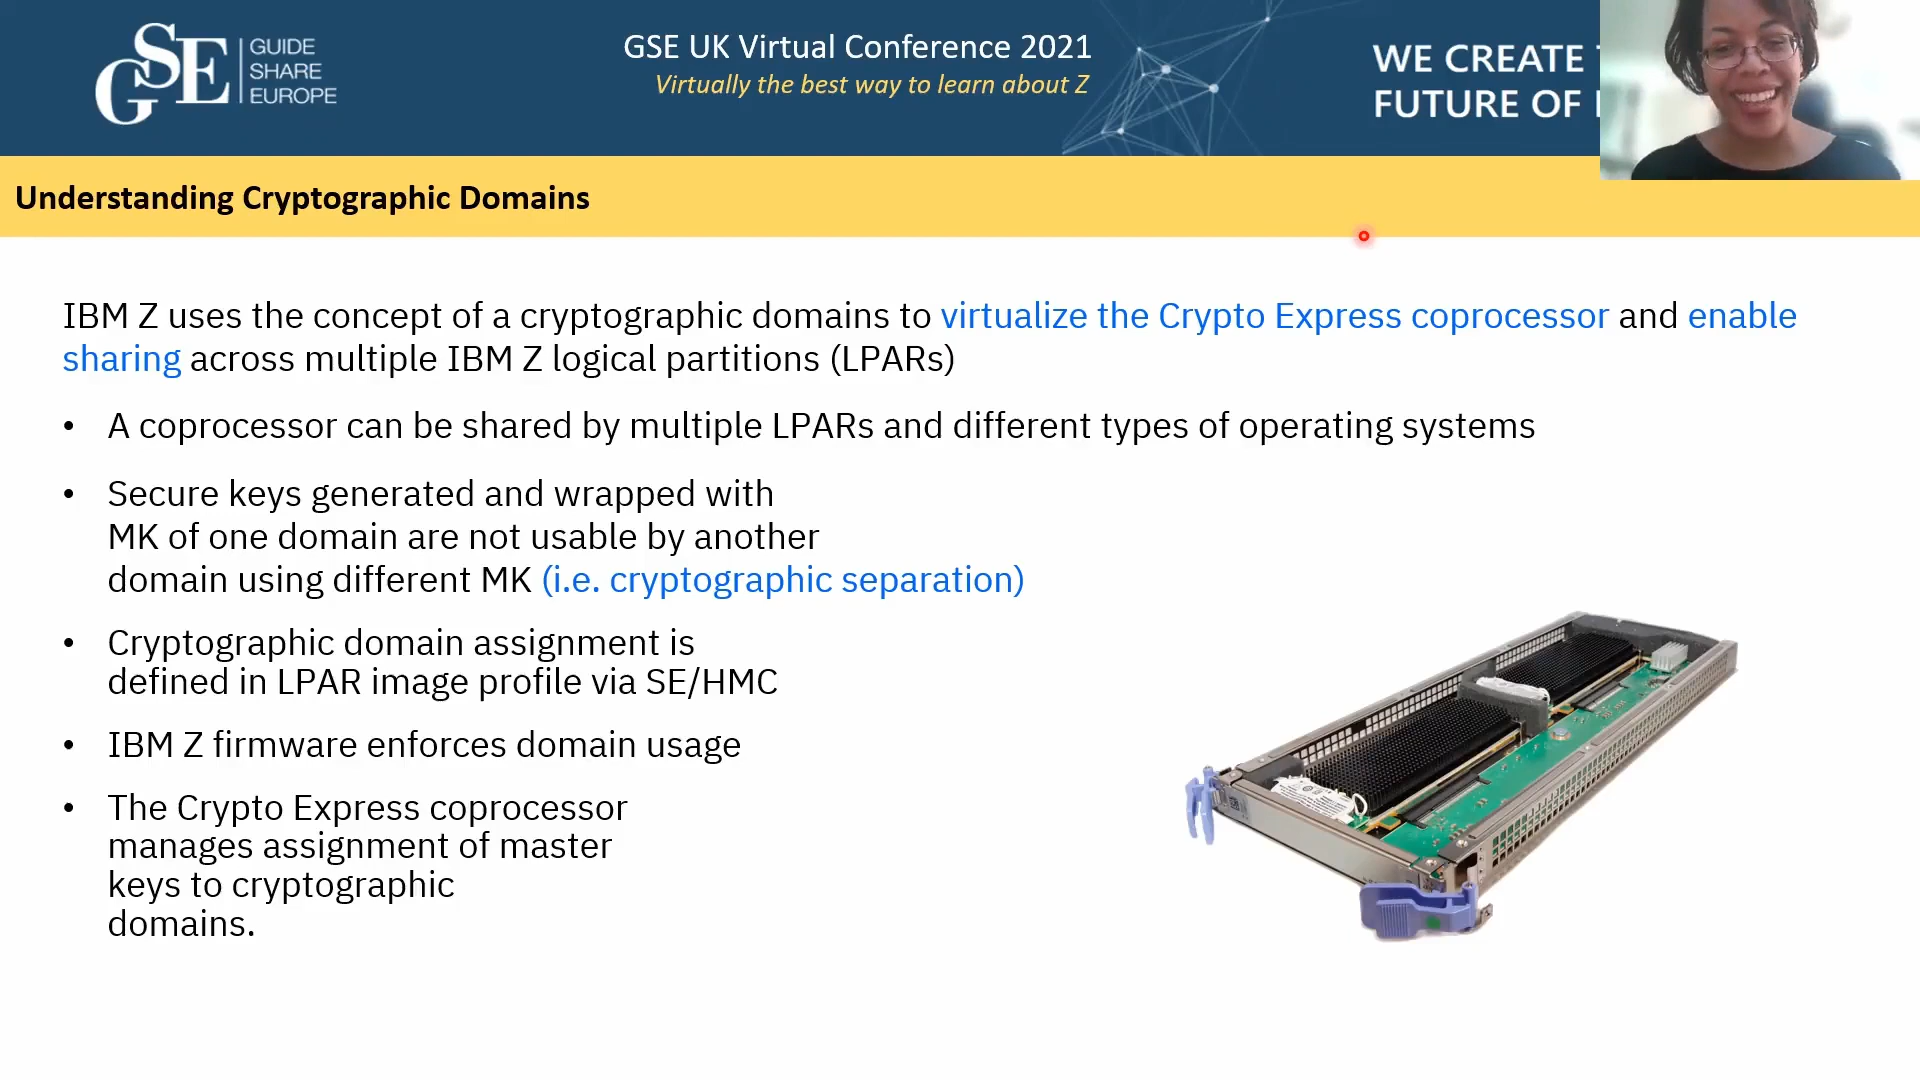 GSE
GUIDE
SHARE
EUROPE
GSE UK Virtual Conference 2021
Virtually the best way to learn about Z
WE CREATE
FUTURE OF
Understanding Cryptographic Domains
IBM Z uses the concept of a cryptographic domains to virtualize the Crypto Express coprocessor and enable
sharing across multiple IBM Z logical partitions (LPARs)
• A coprocessor can be shared by multiple LPARs and different types of operating systems
• Secure keys generated and wrapped with
MK of one domain are not usable by another
domain using different MK (i.e. cryptographic separation)
• Cryptographic domain assignment is
defined in LPAR image profile via SE/HMC
• IBM Z firmware enforces domain usage
• The Crypto Express coprocessor
manages assignment of master
keys to cryptographic
domains.